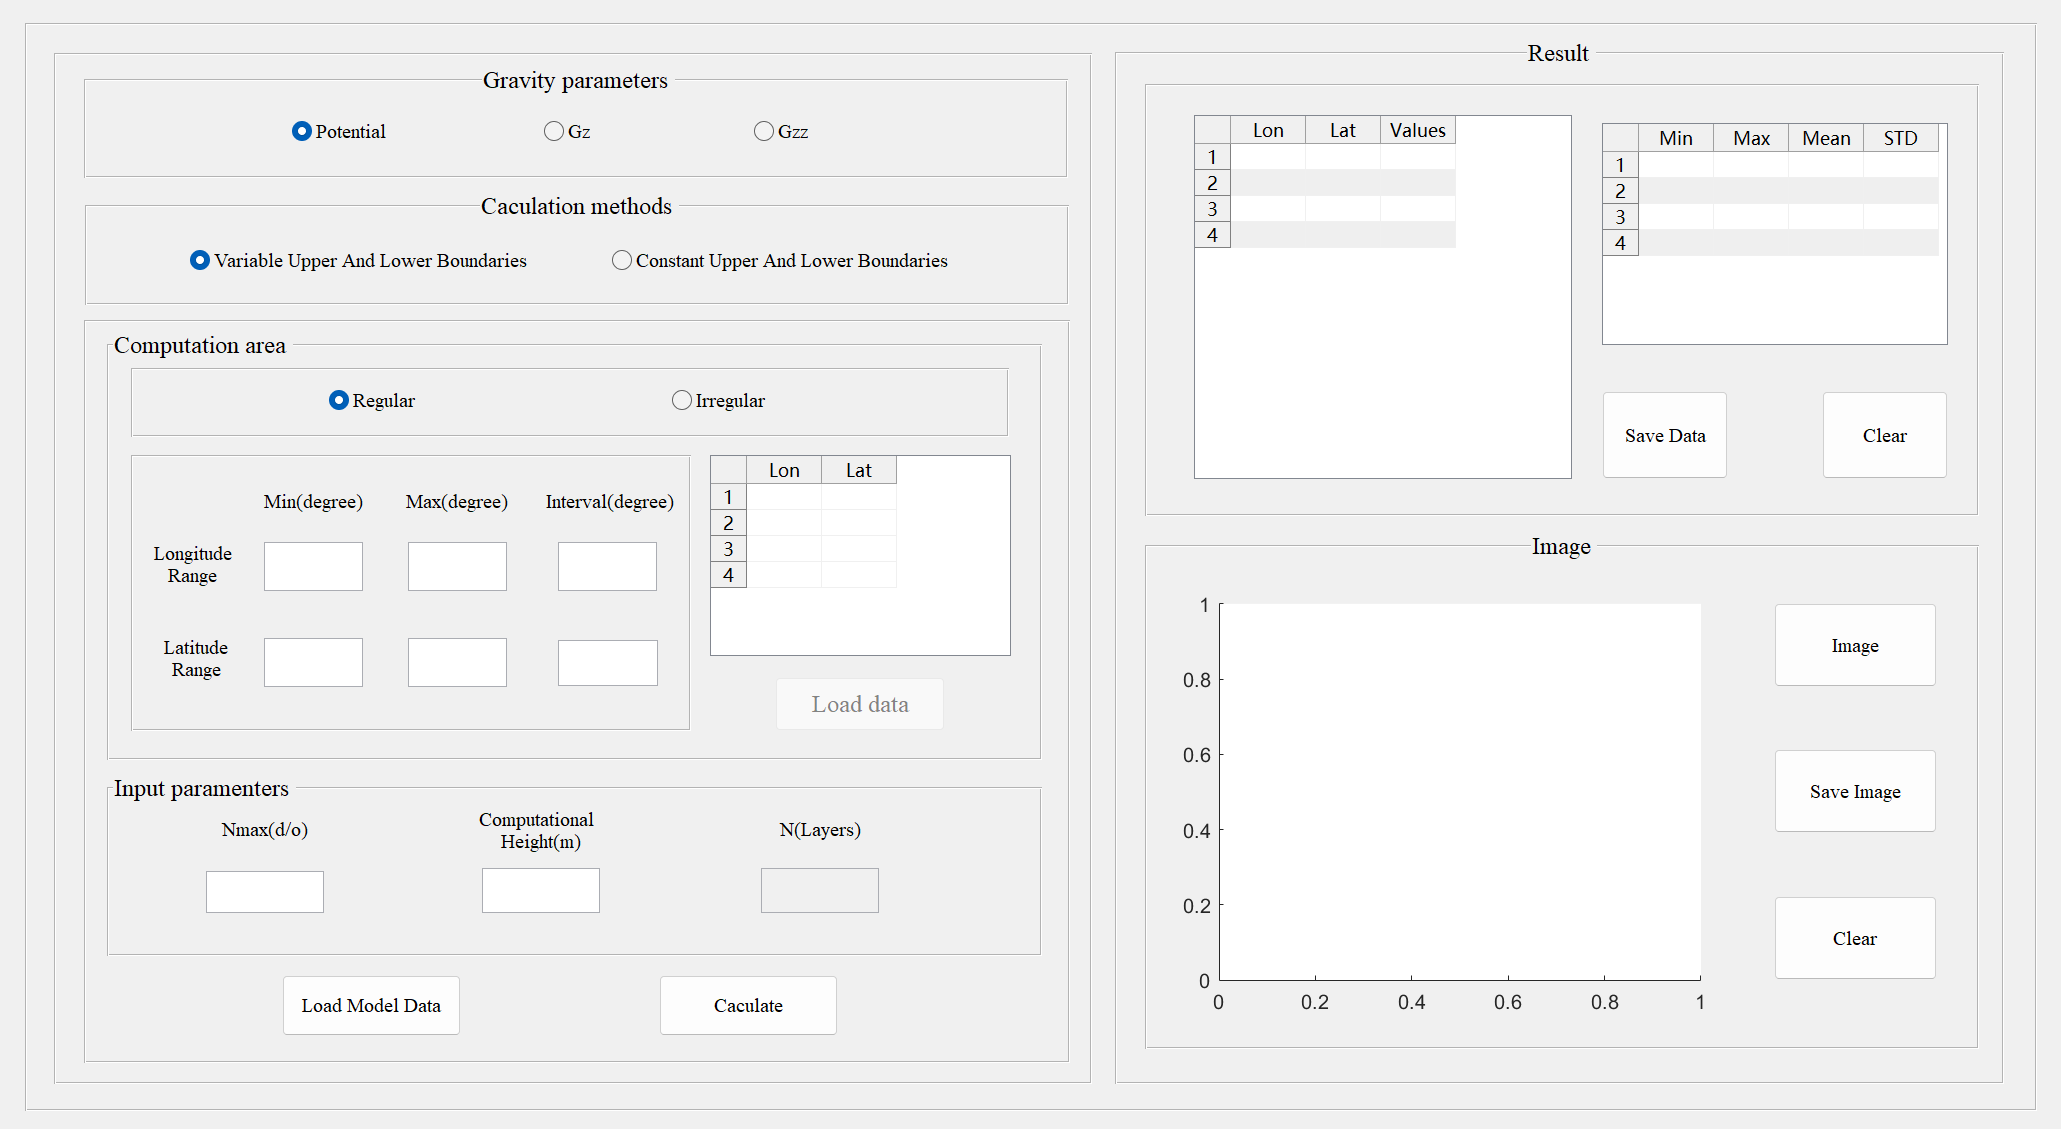 Gravity parameters
Potential
Gz
Gzz
Caculation methods
Variable Upper And Lower Boundaries
Constant Upper And Lower Boundaries
Computation area
Regular
Irregular
Min(degree)
Max(degree)
Interval(degree)
Longitude
Range
Latitude
Range
Lon Lat
1
2
3
4
Load data
Input paramenters
Nmax(d/o)
Computational
Height(m)
N(Layers)
Load Model Data
Caculate
Result
Lon Lat Values
1
2
3
4
Min Max Mean STD
1
2
3
4
Save Data
Clear
Image
1
0.8
0.6
0.4
0.2
0
0 0.2 0.4 0.6 0.8 1
Image
Save Image
Clear